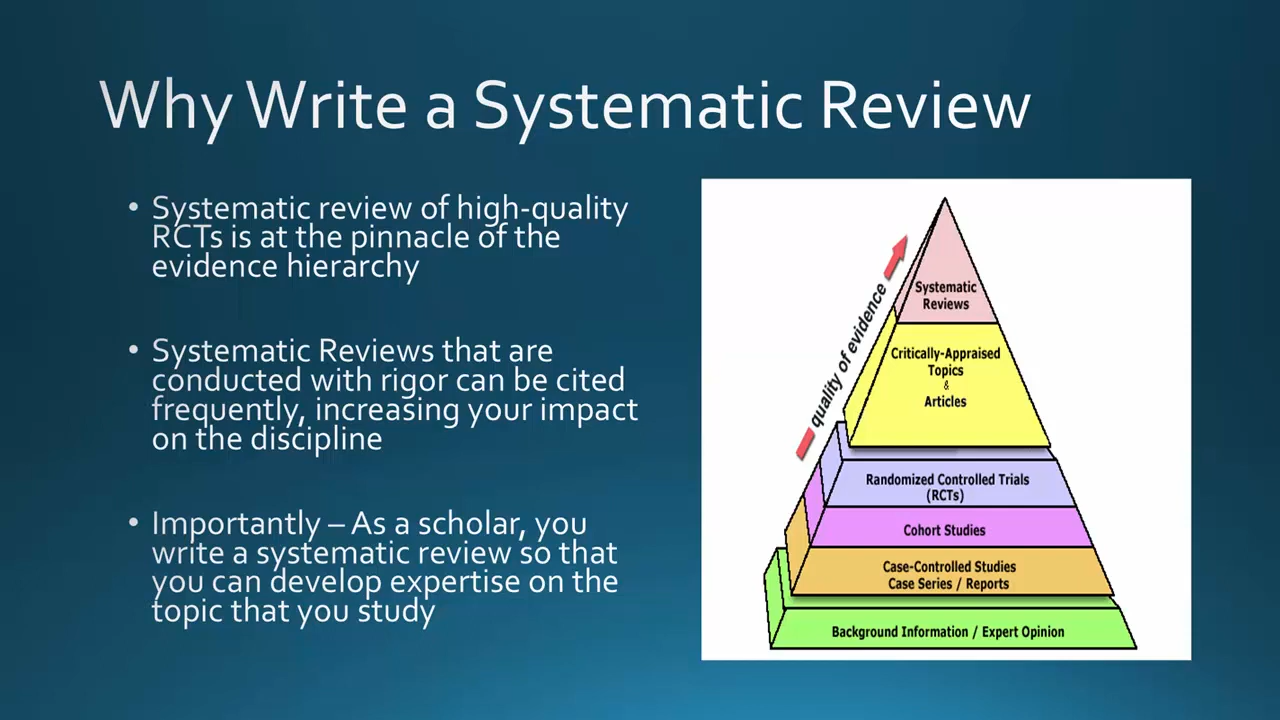 Why Write a Systematic Review
• Systematic review of high-quality
RCTs is at the pinnacle of the
evidence hierarchy
• Systematic Reviews that are
conducted with rigor can be cited
frequently, increasing your impact
on the discipline
• Importantly – As a scholar, you
write a systematic review so that
you can develop expertise on the
topic that you study
quality of evidence
Systematic
Reviews
Critically-Appraised
Topics
&
Articles
Randomized Controlled Trials
(RCTs)
Cohort Studies
Case-Controlled Studies
Case Series / Reports
Background Information / Expert Opinion